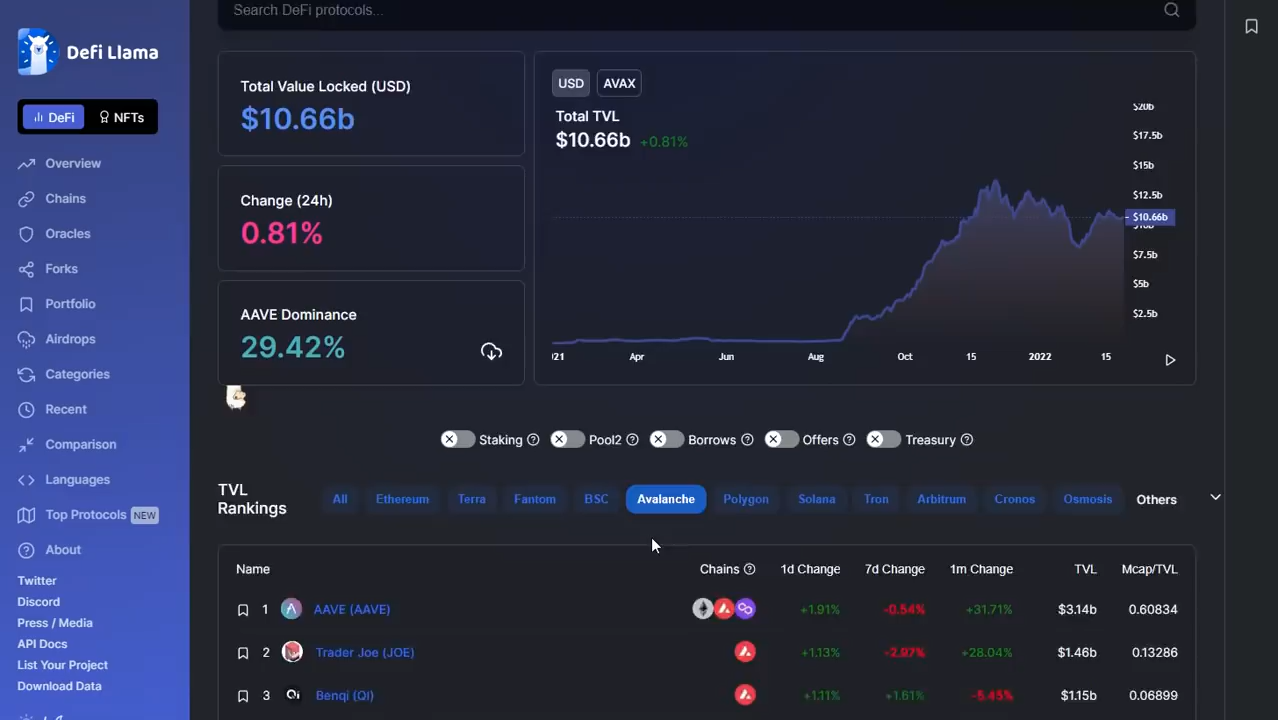 Search DeFi protocols...
Defi Llama
DeFi
NFTs
Overview
Chains
Oracles
Forks
Portfolio
Airdrops
Categories
Recent
Comparison
Languages
Top Protocols NEW
About
Twitter
Discord
Press / Media
API Docs
List Your Project
Download Data
Total Value Locked (USD)
$10.66b
Change (24h)
0.81%
AAVE Dominance
29.42%
USD AVAX
Total TVL
$10.66b +0.81%
$20b
$17.5b
$15b
$12.5b
$10.66b
$10b
$7.5b
$5b
$2.5b
'21 Apr Jun Aug Oct 15 2022 15
Staking Pool2 Borrows Offers Treasury
TVL
Rankings
All Ethereum Terra Fantom BSC Avalanche Polygon Solana Tron Arbitrum Cronos Osmosis Others
Name Chains 1d Change 7d Change 1m Change TVL Mcap/TVL
1 AAVE (AAVE) +1.91% -0.54% +31.71% $3.14b 0.60834
2 Trader Joe (JOE) +1.13% -2.97% +28.04% $1.46b 0.13286
3 Qi Benqi (QI) +1.11% +1.61% -5.45% $1.15b 0.06899